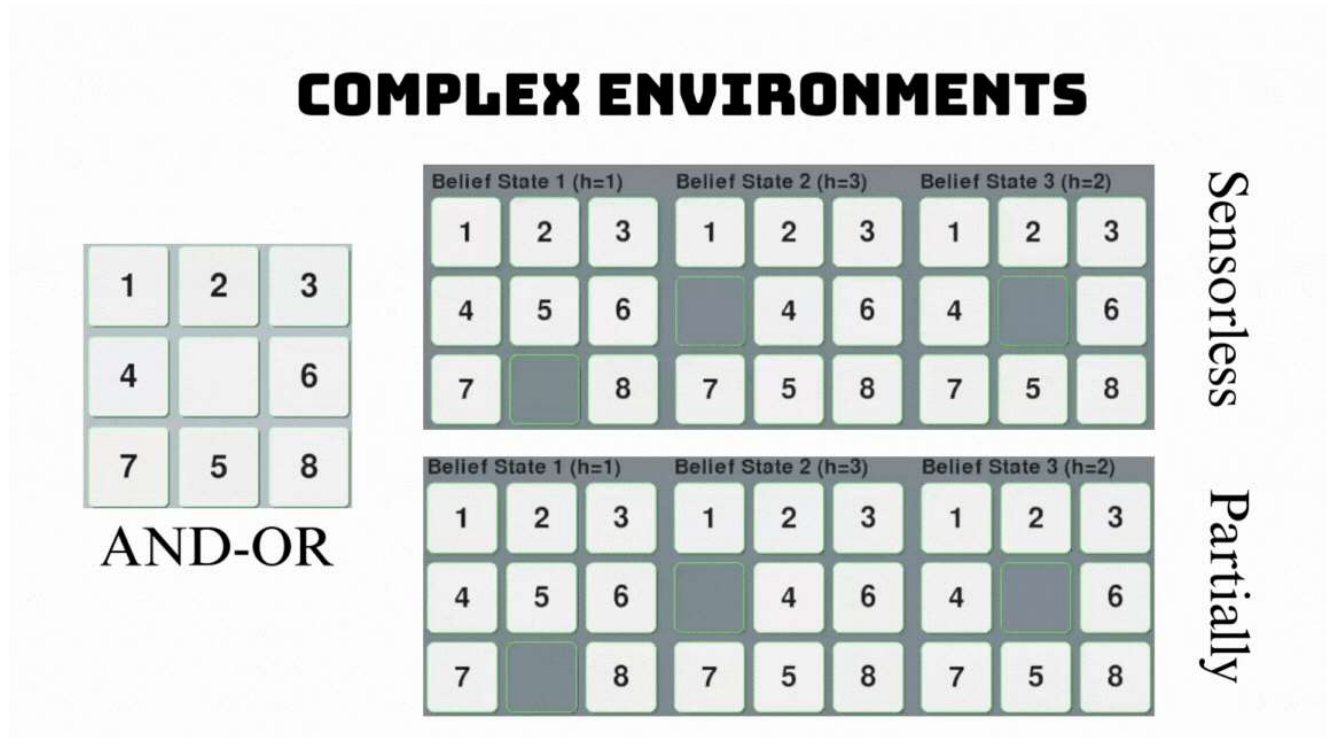 COMPLEX ENVIRONMENTS
1 2 3
4 6
7 5 8
AND-OR
Belief State 1 (h=1) Belief State 2 (h=3) Belief State 3 (h=2)
1 2 3 1 2 3 1 2 3
4 5 6 4 6 4 6
7 8 7 5 8 7 5 8
Sensorless
Belief State 1 (h=1) Belief State 2 (h=3) Belief State 3 (h=2)
1 2 3 1 2 3 1 2 3
4 5 6 4 6 4 6
7 8 7 5 8 7 5 8
Partially